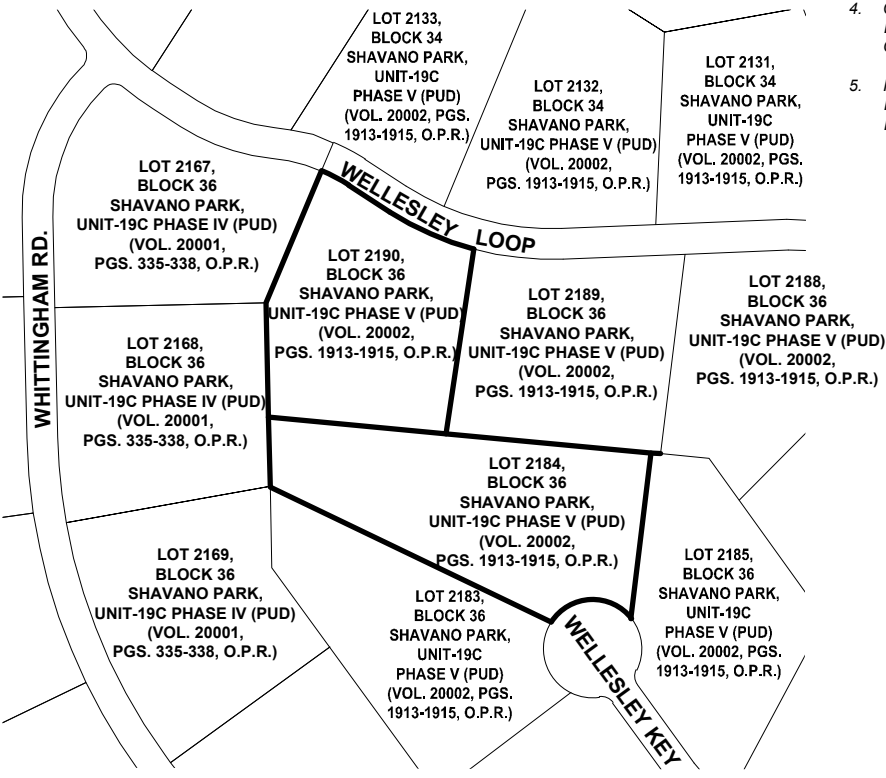 LOT 2133,
BLOCK 34
SHAVANO PARK,
UNIT-19C
PHASE V (PUD)
(VOL. 20002, PGS.
1913-1915, O.P.R.)
LOT 2132,
BLOCK 34
SHAVANO PARK,
UNIT-19C PHASE V (PUD)
(VOL. 20002,
PGS. 1913-1915, O.P.R.)
LOT 2131,
BLOCK 34
SHAVANO PARK,
UNIT-19C
PHASE V (PUD)
(VOL. 20002, PGS.
1913-1915, O.P.R.)
4.
5.
LOT 2167,
BLOCK 36
SHAVANO PARK,
UNIT-19C PHASE IV (PUD)
(VOL. 20001,
PGS. 335-338, O.P.R.)
WELLESLEY LOOP
WHITTINGHAM RD.
LOT 2190,
BLOCK 36
SHAVANO PARK,
UNIT-19C PHASE V (PUD)
(VOL. 20002,
PGS. 1913-1915, O.P.R.)
LOT 2189,
BLOCK 36
SHAVANO PARK,
UNIT-19C PHASE V (PUD)
(VOL. 20002,
PGS. 1913-1915, O.P.R.)
LOT 2188,
BLOCK 36
SHAVANO PARK,
UNIT-19C PHASE V (PUD)
(VOL. 20002,
PGS. 1913-1915, O.P.R.)
LOT 2168,
BLOCK 36
SHAVANO PARK,
UNIT-19C PHASE IV (PUD)
(VOL. 20001,
PGS. 335-338, O.P.R.)
LOT 2184,
BLOCK 36
SHAVANO PARK,
UNIT-19C PHASE V (PUD)
(VOL. 20002,
PGS. 1913-1915, O.P.R.)
LOT 2169,
BLOCK 36
SHAVANO PARK,
UNIT-19C PHASE IV (PUD)
(VOL. 20001,
PGS. 335-338, O.P.R.)
LOT 2183,
BLOCK 36
SHAVANO PARK,
UNIT-19C
PHASE V (PUD)
(VOL. 20002, PGS.
1913-1915, O.P.R.)
LOT 2185,
BLOCK 36
SHAVANO PARK,
UNIT-19C
PHASE V (PUD)
(VOL. 20002, PGS.
1913-1915, O.P.R.)
WELLESLEY KEY